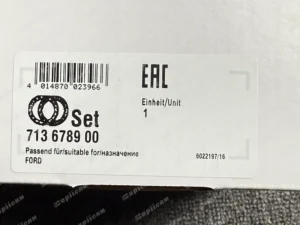 4 014870 023966
EAC
Einheit/Unit
1
Set
713 6789 00
Passend für/suitable for/назначение
FORD
6022197/16